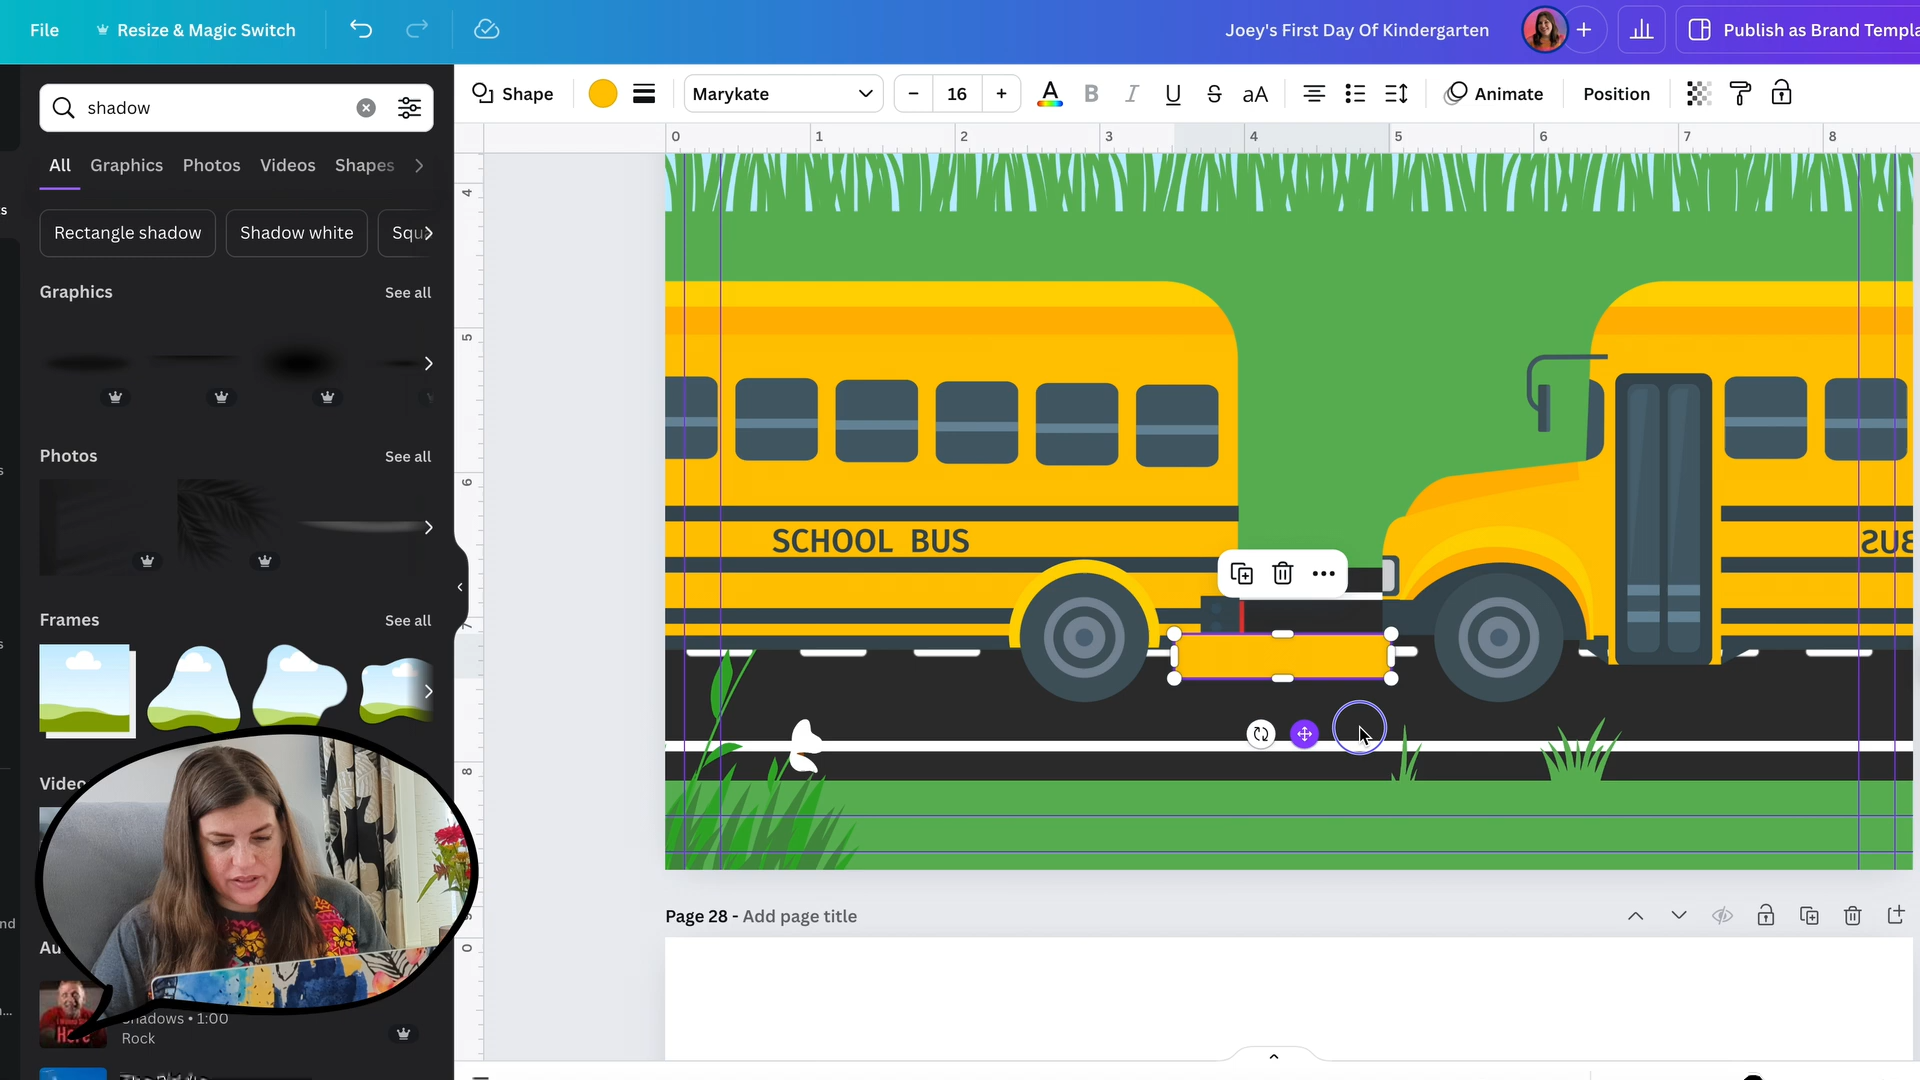 File
Resize & Magic Switch
Joey's First Day Of Kindergarten
Publish as Brand Templa
shadow
Shape
Marykate
16
Animate
Position
All
Graphics
Photos
Videos
Shapes
0 1 2 3 4 5 6 7 8
Rectangle shadow
Shadow white
Squ
Graphics
See all
Photos
See all
Frames
See all
Video
Au
Shadows • 1:00
Rock
4
5
6
7
8
0
SCHOOL BUS
BUS
Page 28 - Add page title